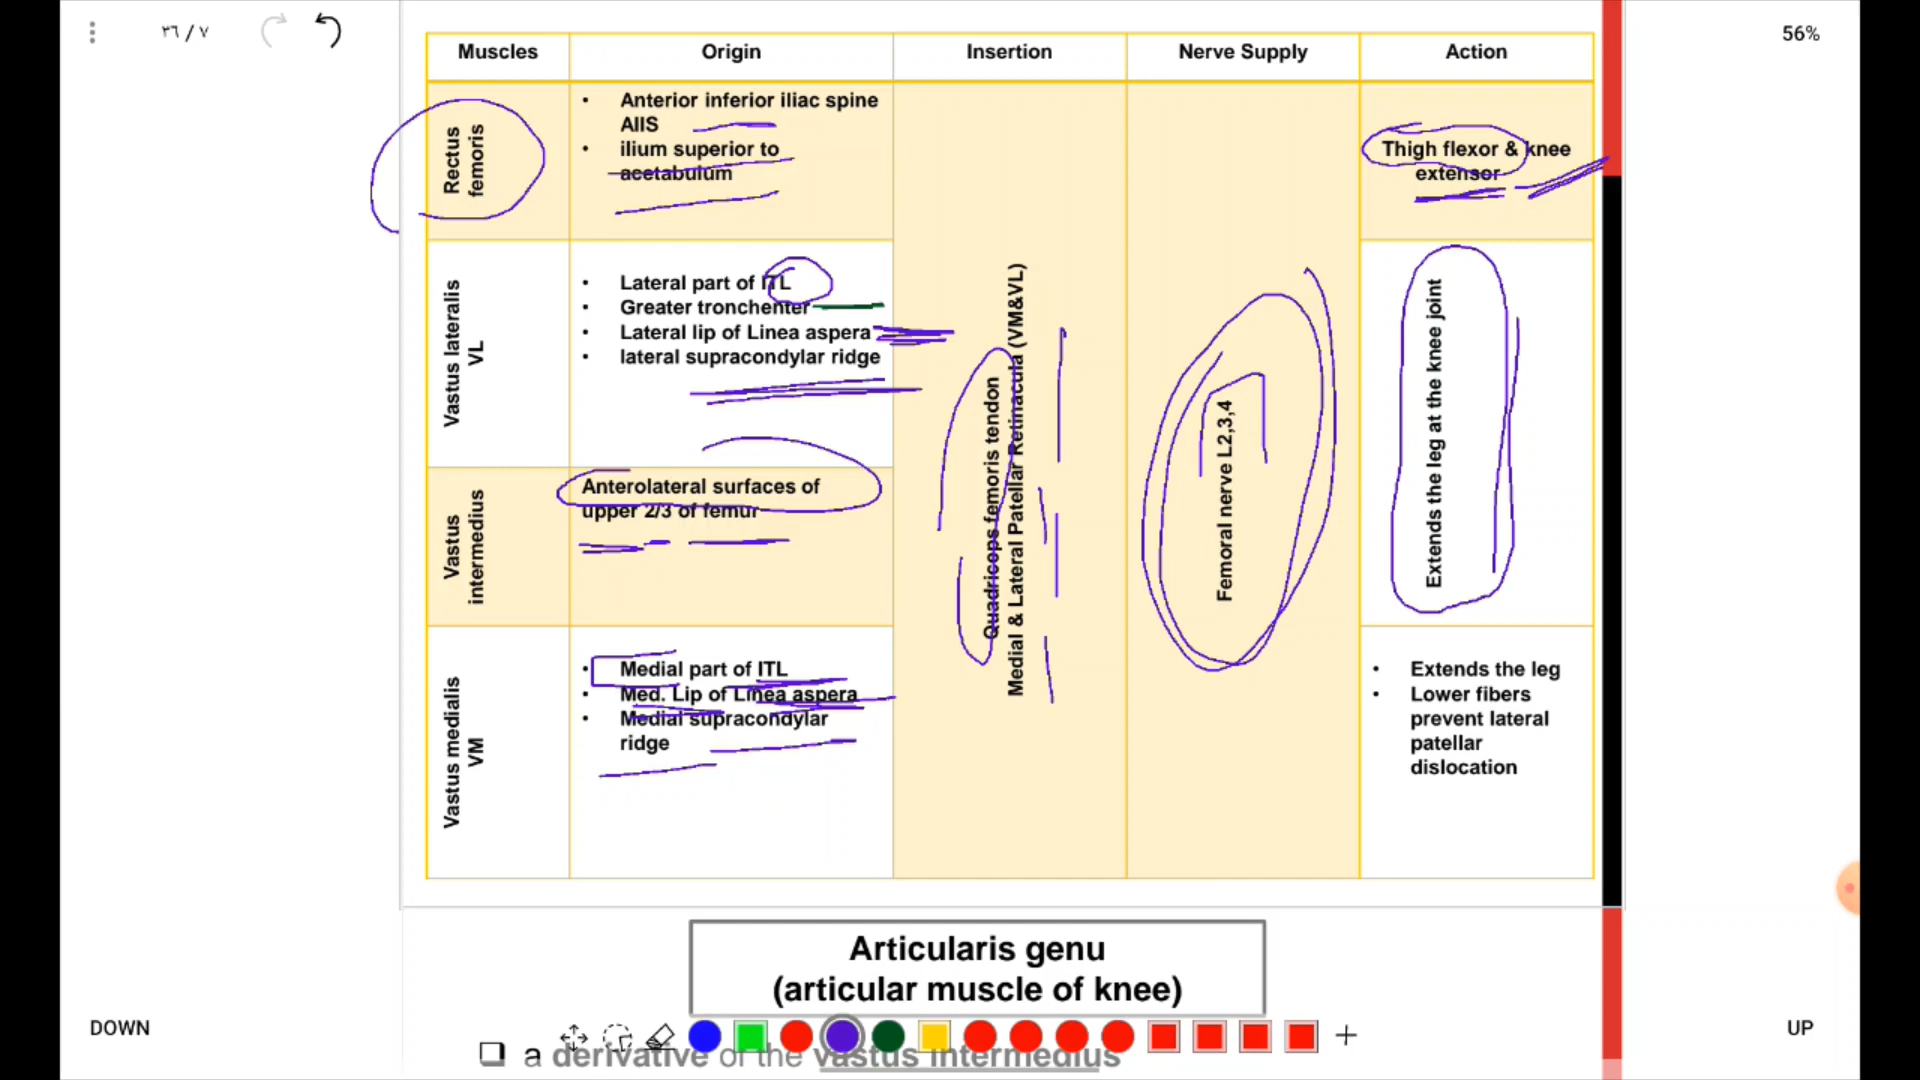 ٣٦ / ٧
56%
Muscles
Origin
Insertion
Nerve Supply
Action
Rectus
femoris
• Anterior inferior iliac spine
AIIS
• ilium superior to
acetabulum
Thigh flexor & knee
extensor
Vastus lateralis
VL
• Lateral part of ITL
• Greater tronchenter
• Lateral lip of Linea aspera
• lateral supracondylar ridge
Quadriceps femoris tendon
Medial & Lateral Patellar Retinacula (VM&VL)
Femoral nerve L2,3,4
Extends the leg at the knee joint
Vastus
intermedius
Anterolateral surfaces of
upper 2/3 of femur
Vastus medialis
VM
• Medial part of ITL
• Med. Lip of Linea aspera
• Medial supracondylar
ridge
• Extends the leg
• Lower fibers
prevent lateral
patellar
dislocation
Articularis genu
(articular muscle of knee)
DOWN
UP
❑ a derivative of the vastus intermedius